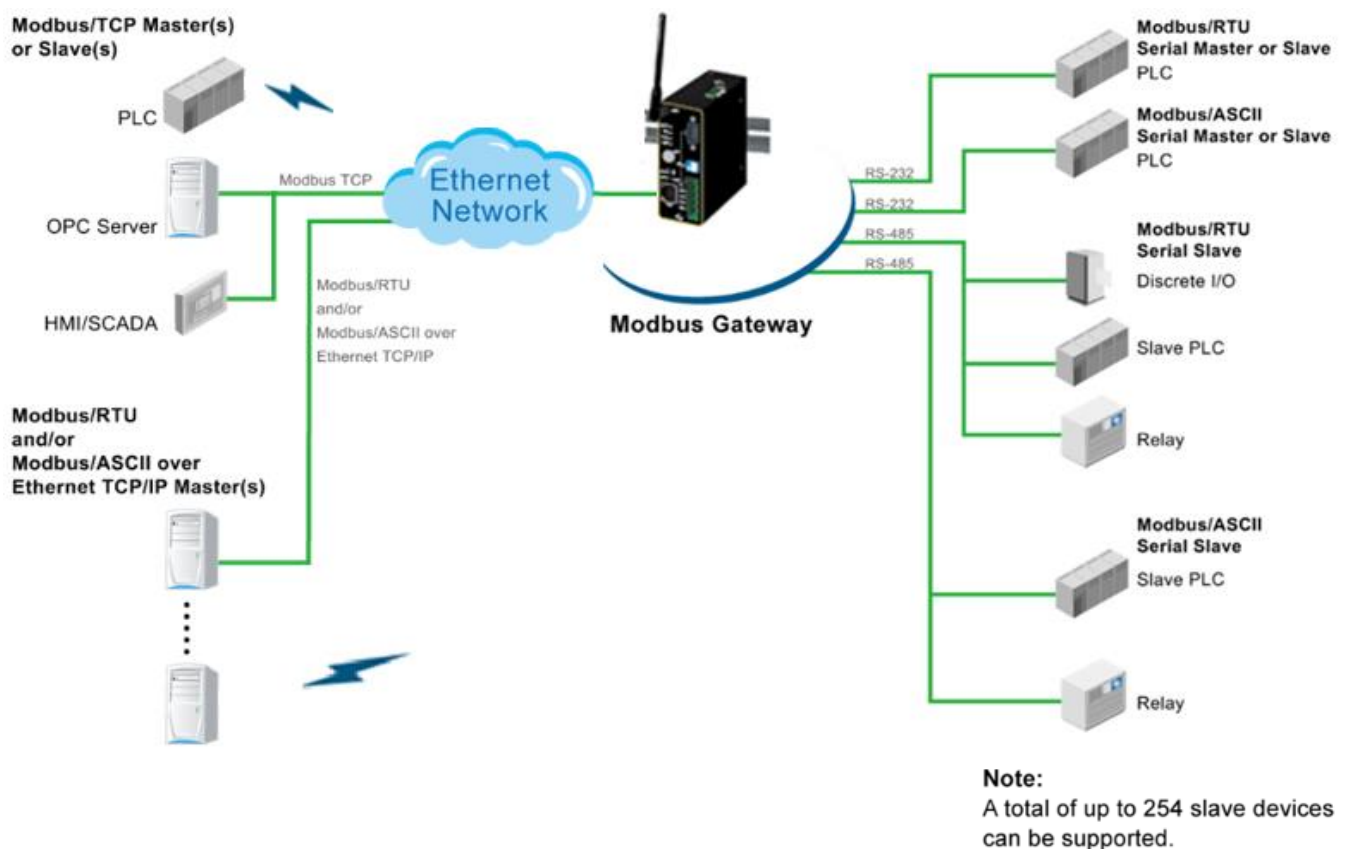 Modbus/TCP Master(s)
or Slave(s)
PLC
OPC Server
HMI/SCADA
Modbus TCP
Ethernet
Network
Modbus/RTU
and/or
Modbus/ASCII over
Ethernet TCP/IP
Modbus/RTU
and/or
Modbus/ASCII over
Ethernet TCP/IP Master(s)
Modbus Gateway
RS-232
RS-232
RS-485
RS-485
Modbus/RTU
Serial Master or Slave
PLC
Modbus/ASCII
Serial Master or Slave
PLC
Modbus/RTU
Serial Slave
Discrete I/O
Slave PLC
Relay
Modbus/ASCII
Serial Slave
Slave PLC
Relay
Note:
A total of up to 254 slave devices
can be supported.